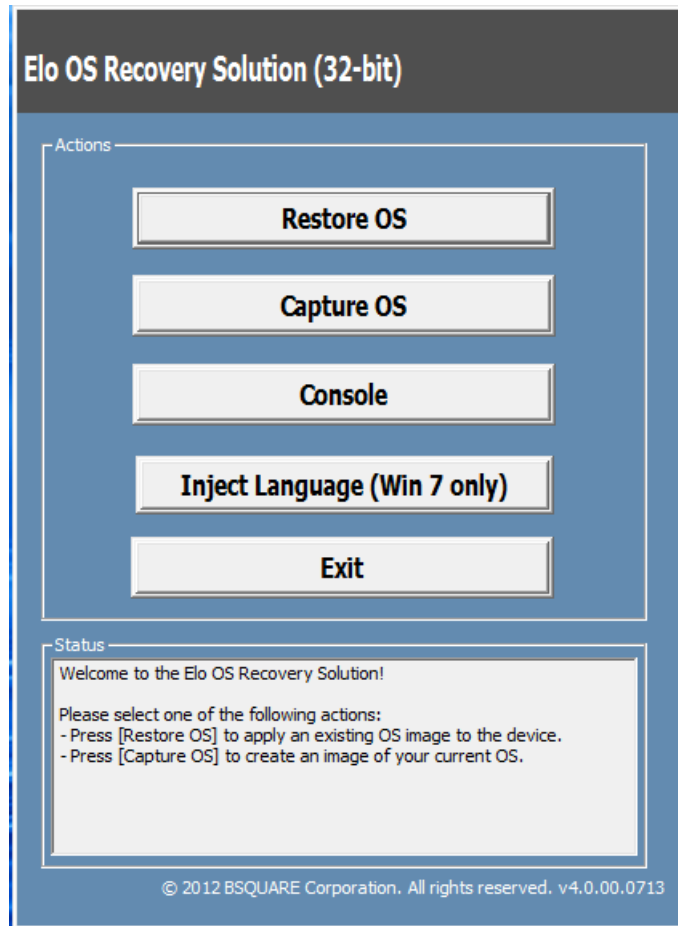 Elo OS Recovery Solution (32-bit)
Actions
Restore OS
Capture OS
Console
Inject Language (Win 7 only)
Exit
Status
Welcome to the Elo OS Recovery Solution!
Please select one of the following actions:
- Press [Restore OS] to apply an existing OS image to the device.
- Press [Capture OS] to create an image of your current OS.
© 2012 BSQUARE Corporation. All rights reserved. v4.0.00.0713